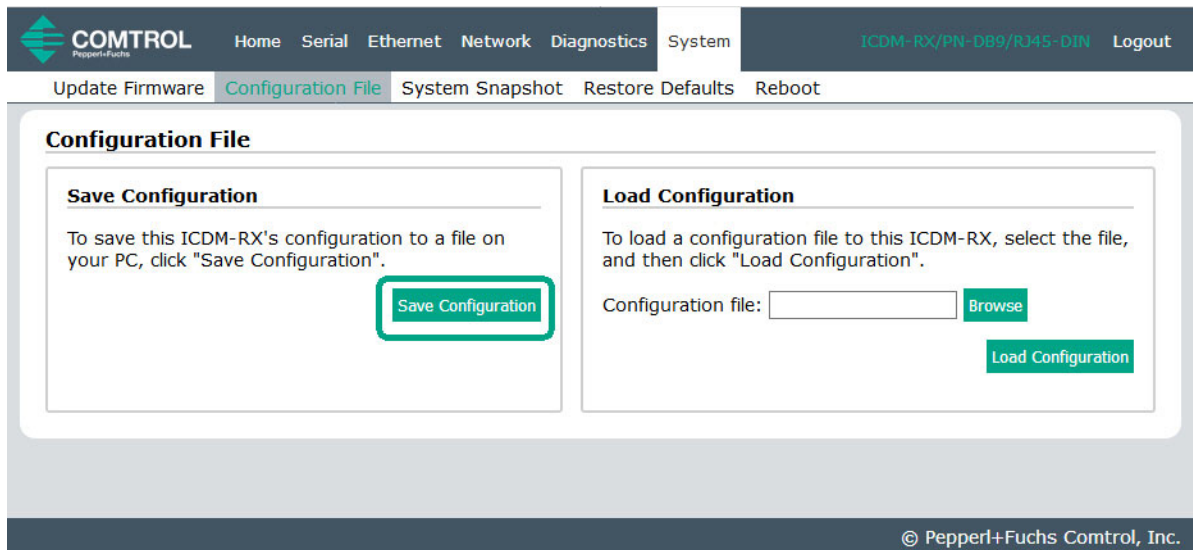 COMTROL
Pepperl+Fuchs
Home Serial Ethernet Network Diagnostics System ICDM-RX/PN-DB9/RJ45-DIN Logout
Update Firmware Configuration File System Snapshot Restore Defaults Reboot
Configuration File
Save Configuration
To save this ICDM-RX's configuration to a file on
your PC, click "Save Configuration".
Save Configuration
Load Configuration
To load a configuration file to this ICDM-RX, select the file,
and then click "Load Configuration".
Configuration file: Browse
Load Configuration
© Pepperl+Fuchs Comtrol, Inc.